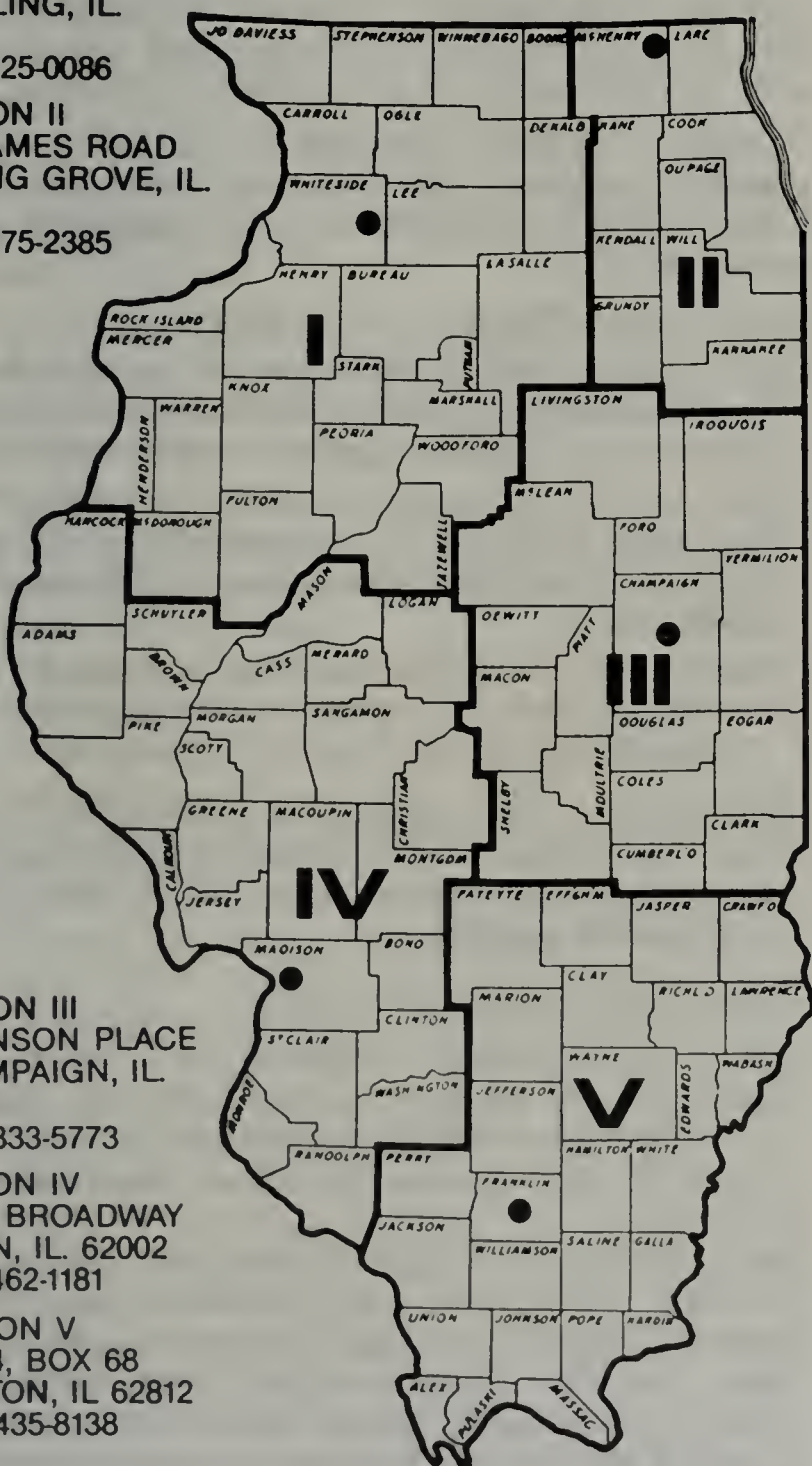 LING, IL.
25-0086
ON II
AMES ROAD
NG GROVE, IL.
75-2385
JO DAVIESS
STEPHENSON
WINNEBAGO
BOONE
McHENRY
LAKE
CARROLL
OGLE
DEKALB
KANE
COOK
DUPAGE
WHITESIDE
LEE
KENDALL
WILL
LASALLE
HENRY
BUREAU
II
GRUNDY
ROCK ISLAND
I
MERCER
KANKAKEE
STARK
PUTNAM
KNOX
MARSHALL
LIVINGSTON
WARREN
HENDERSON
PEORIA
IROQUOIS
WOODFORD
McLEAN
FULTON
HANCOCK
McDONOUGH
FORD
TAZEWELL
VERMILION
MASON
CHAMPAIGN
LOGAN
SCHUYLER
DEWITT
ADAMS
PIATT
BROWN
CASS
MENARD
MACON
III
PIKE
MORGAN
SANGAMON
DOUGLAS
EDGAR
SCOTT
MOULTRIE
COLES
CHRISTIAN
SHELBY
GREENE
MACOUPIN
CLARK
CALHOUN
MONTGOM
CUMBERL'D
JERSEY
IV
FAYETTE
EFFGHM
JASPER
CRAWFO
MADISON
BOND
CLAY
MARION
RICHL'D
LAWRENCE
CLINTON
ST CLAIR
WAYNE
WABASH
WASHINGTON
JEFFERSON
EDWARDS
MONROE
V
RANDOLPH
PERRY
HAMILTON
WHITE
FRANKLIN
JACKSON
WILLIAMSON
SALINE
GALLA
UNION
JOHNSON
POPE
HARDIN
ALEX
PULASKI
MASSAC
ON III
NSON PLACE
MPAIGN, IL.
333-5773
ON IV
BROADWAY
N, IL. 62002
462-1181
ON V
4, BOX 68
TON, IL 62812
435-8138